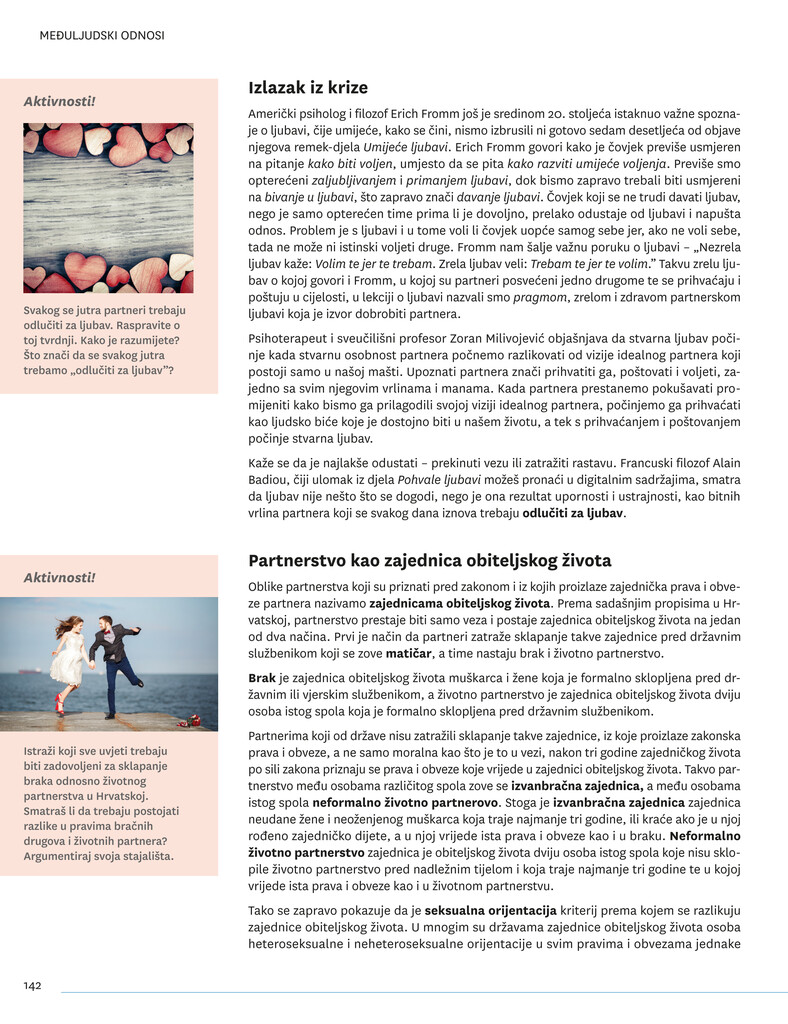 MEĐULJUDSKI ODNOSI
Aktivnosti!
Svakog se jutra partneri trebaju
odlučiti za ljubav. Raspravite o
toj tvrdnji. Kako je razumijete?
Što znači da se svakog jutra
trebamo „odlučiti za ljubav”?
Izlazak iz krize
Američki psiholog i filozof Erich Fromm još je sredinom 20. stoljeća istaknuo važne spozna-
je o ljubavi, čije umijeće, kako se čini, nismo izbrusili ni gotovo sedam desetljeća od objave
njegova remek-djela Umijeće ljubavi. Erich Fromm govori kako je čovjek previše usmjeren
na pitanje kako biti voljen, umjesto da se pita kako razviti umijeće voljenja. Previše smo
opterećeni zaljubljivanjem i primanjem ljubavi, dok bismo zapravo trebali biti usmjereni
na bivanje u ljubavi, što zapravo znači davanje ljubavi. Čovjek koji se ne trudi davati ljubav,
nego je samo opterećen time prima li je dovoljno, prelako odustaje od ljubavi i napušta
odnos. Problem je s ljubavi i u tome voli li čovjek uopće samog sebe jer, ako ne voli sebe,
tada ne može ni istinski voljeti druge. Fromm nam šalje važnu poruku o ljubavi – „Nezrela
ljubav kaže: Volim te jer te trebam. Zrela ljubav veli: Trebam te jer te volim.” Takvu zrelu lju-
bav o kojoj govori i Fromm, u kojoj su partneri posvećeni jedno drugome te se prihvaćaju i
poštuju u cijelosti, u lekciji o ljubavi nazvali smo pragmom, zrelom i zdravom partnerskom
ljubavi koja je izvor dobrobiti partnera.
Psihoterapeut i sveučilišni profesor Zoran Milivojević objašnjava da stvarna ljubav poči-
nje kada stvarnu osobnost partnera počnemo razlikovati od vizije idealnog partnera koji
postoji samo u našoj mašti. Upoznati partnera znači prihvatiti ga, poštovati i voljeti, za-
jedno sa svim njegovim vrlinama i manama. Kada partnera prestanemo pokušavati pro-
mijeniti kako bismo ga prilagodili svojoj viziji idealnog partnera, počinjemo ga prihvaćati
kao ljudsko biće koje je dostojno biti u našem životu, a tek s prihvaćanjem i poštovanjem
počinje stvarna ljubav.
Kaže se da je najlakše odustati – prekinuti vezu ili zatražiti rastavu. Francuski filozof Alain
Badiou, čiji ulomak iz djela Pohvale ljubavi možeš pronaći u digitalnim sadržajima, smatra
da ljubav nije nešto što se dogodi, nego je ona rezultat upornosti i ustrajnosti, kao bitnih
vrlina partnera koji se svakog dana iznova trebaju odlučiti za ljubav.
Aktivnosti!
Istraži koji sve uvjeti trebaju
biti zadovoljeni za sklapanje
braka odnosno životnog
partnerstva u Hrvatskoj.
Smatraš li da trebaju postojati
razlike u pravima bračnih
drugova i životnih partnera?
Argumentiraj svoja stajališta.
Partnerstvo kao zajednica obiteljskog života
Oblike partnerstva koji su priznati pred zakonom i iz kojih proizlaze zajednička prava i obve-
ze partnera nazivamo zajednicama obiteljskog života. Prema sadašnjim propisima u Hr-
vatskoj, partnerstvo prestaje biti samo veza i postaje zajednica obiteljskog života na jedan
od dva načina. Prvi je način da partneri zatraže sklapanje takve zajednice pred državnim
službenikom koji se zove matičar, a time nastaju brak i životno partnerstvo.
Brak je zajednica obiteljskog života muškarca i žene koja je formalno sklopljena pred dr-
žavnim ili vjerskim službenikom, a životno partnerstvo je zajednica obiteljskog života dviju
osoba istog spola koja je formalno sklopljena pred državnim službenikom.
Partnerima koji od države nisu zatražili sklapanje takve zajednice, iz koje proizlaze zakonska
prava i obveze, a ne samo moralna kao što je to u vezi, nakon tri godine zajedničkog života
po sili zakona priznaju se prava i obveze koje vrijede u zajednici obiteljskog života. Takvo par-
tnerstvo među osobama različitog spola zove se izvanbračna zajednica, a među osobama
istog spola neformalno životno partnerovo. Stoga je izvanbračna zajednica zajednica
neudane žene i neoženjenog muškarca koja traje najmanje tri godine, ili kraće ako je u njoj
rođeno zajedničko dijete, a u njoj vrijede ista prava i obveze kao i u braku. Neformalno
životno partnerstvo zajednica je obiteljskog života dviju osoba istog spola koje nisu sklo-
pile životno partnerstvo pred nadležnim tijelom i koja traje najmanje tri godine te u kojoj
vrijede ista prava i obveze kao i u životnom partnerstvu.
Tako se zapravo pokazuje da je seksualna orijentacija kriterij prema kojem se razlikuju
zajednice obiteljskog života. U mnogim su državama zajednice obiteljskog života osoba
heteroseksualne i neheteroseksualne orijentacije u svim pravima i obvezama jednake
142